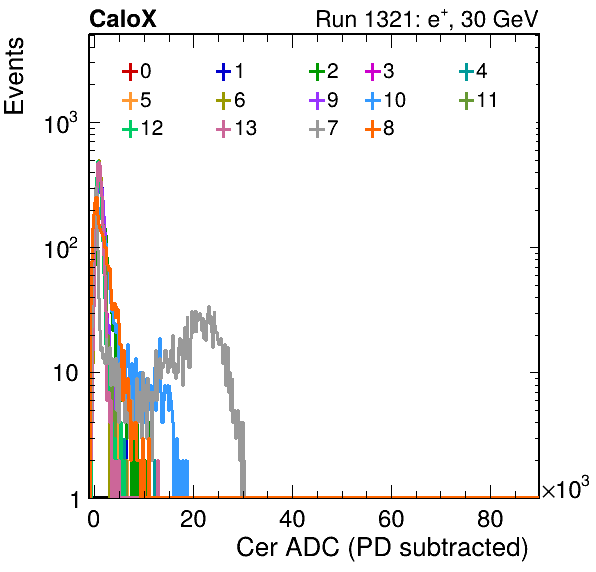 CaloX Run 1321: e⁺, 30 GeV
Events
0 1 2 3 4
5 6 9 10 11
12 13 7 8
10³
10²
10
1
0 20 40 60 80
×10³
Cer ADC (PD subtracted)